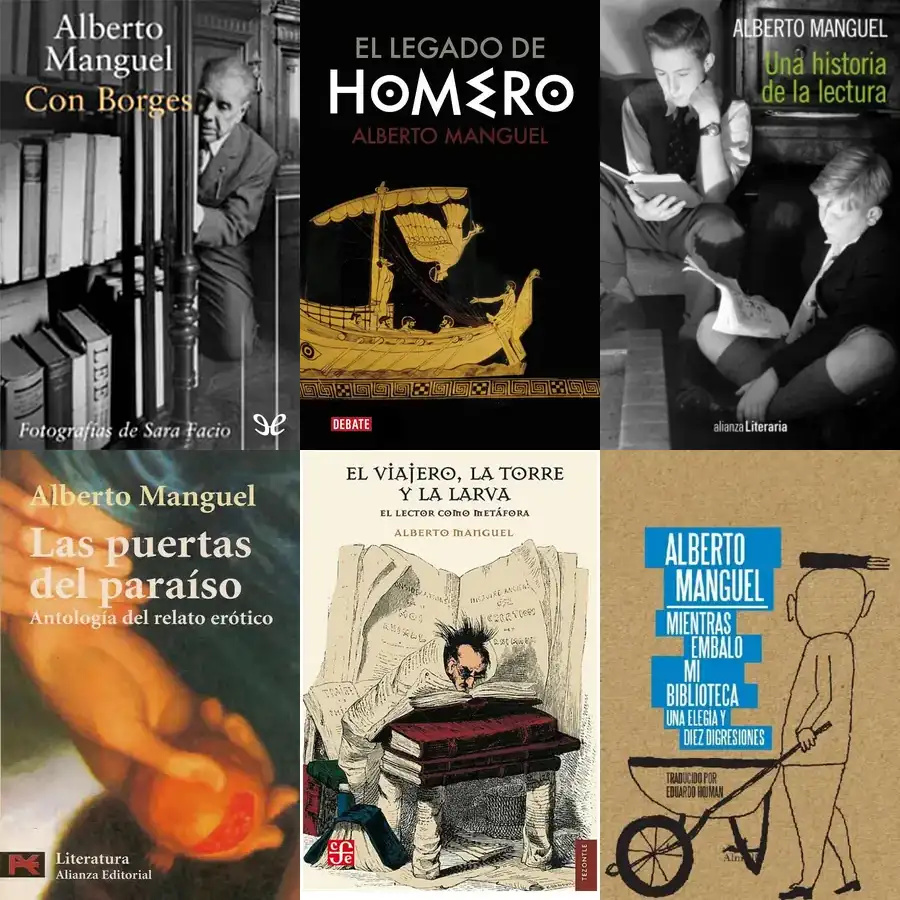 Alberto
Manguel
Con Borges
Fotografías de Sara Facio
EL LEGADO DE
HOMERO
ALBERTO MANGUEL
DEBATE
ALBERTO MANGUEL
Una historia
de la lectura
alianzaLiteraria
Alberto Manguel
Las puertas
del paraíso
Antología del relato erótico
Literatura
Alianza Editorial
EL VIAJERO, LA TORRE
Y LA LARVA
EL LECTOR COMO METÁFORA
ALBERTO MANGUEL
TEZONTLE
ALBERTO
MANGUEL
MIENTRAS
EMBALO
MI
BIBLIOTECA
UNA ELEGÍA Y
DIEZ DIGRESIONES
TRADUCIDO POR
EDUARDO HOJMAN